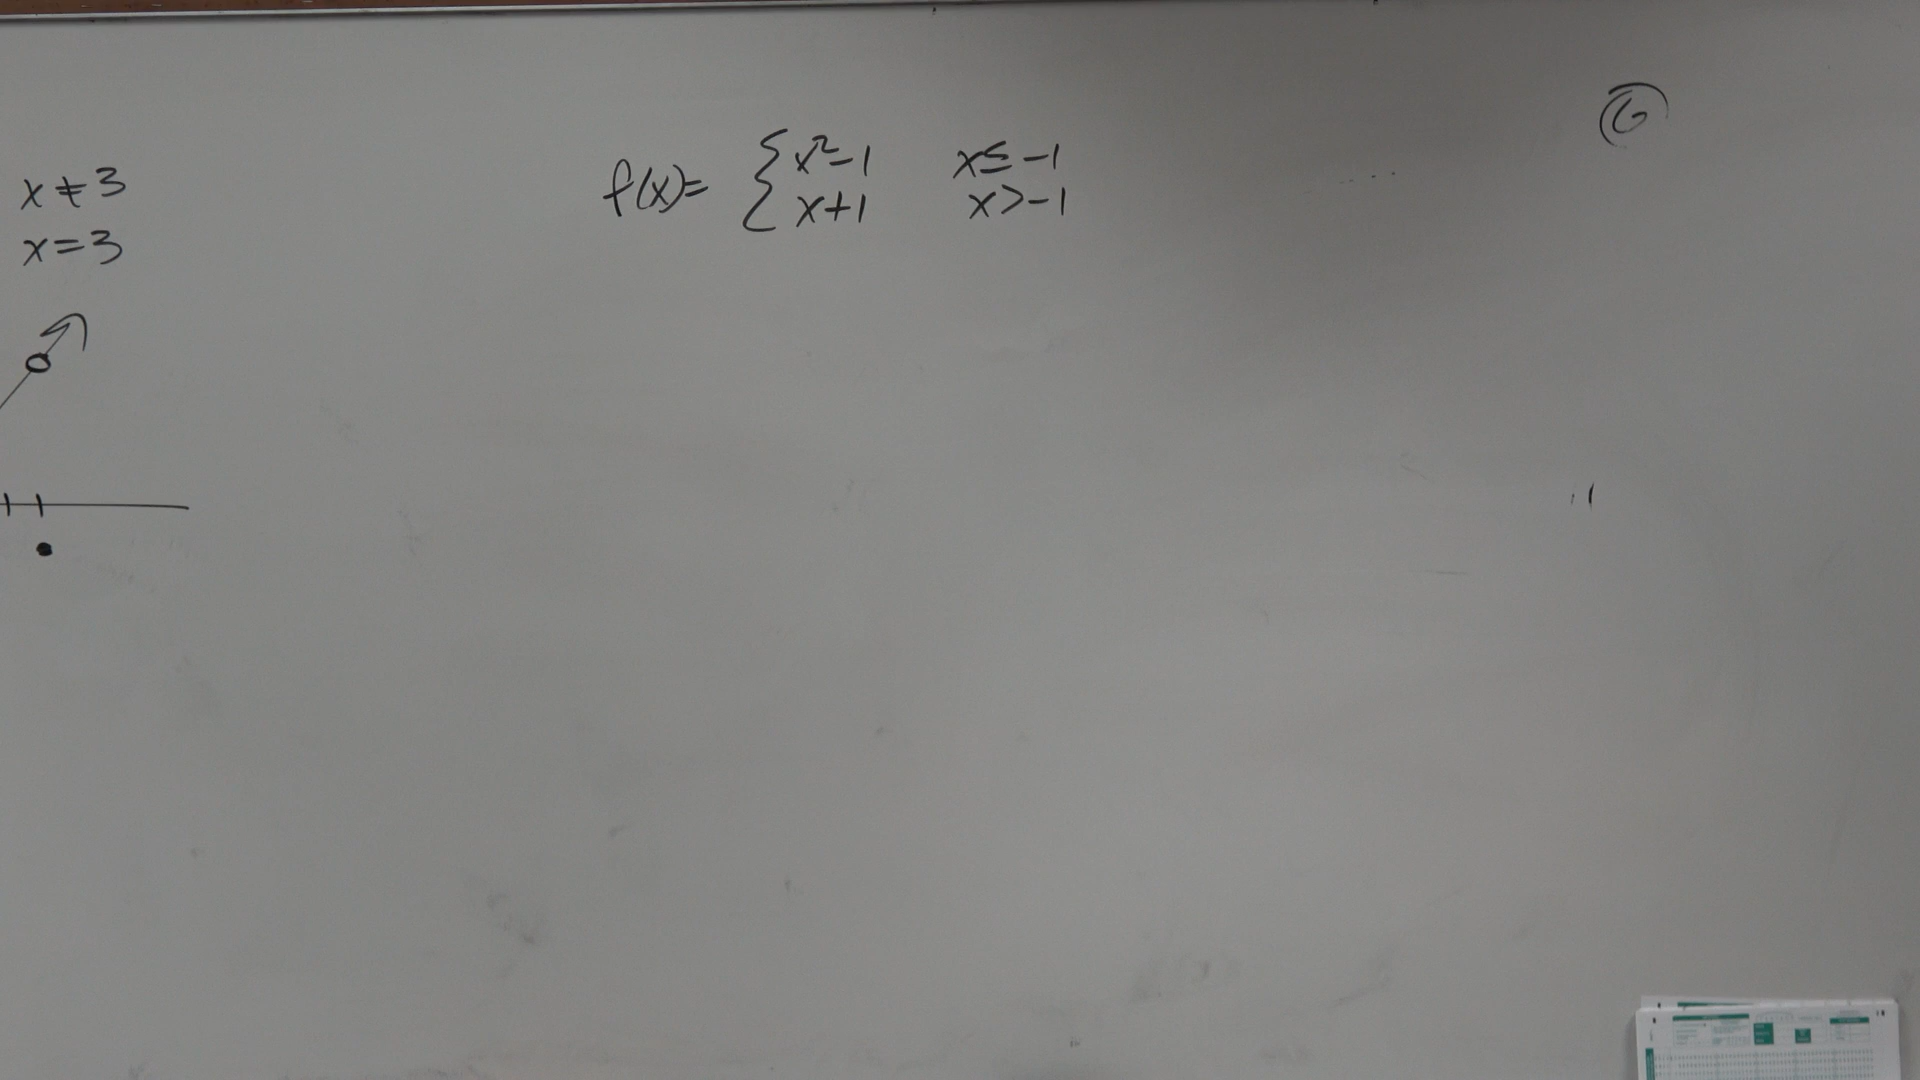 x ≠ 3
x = 3
f(x) = { x² - 1   x ≤ -1
x + 1   x > -1
6